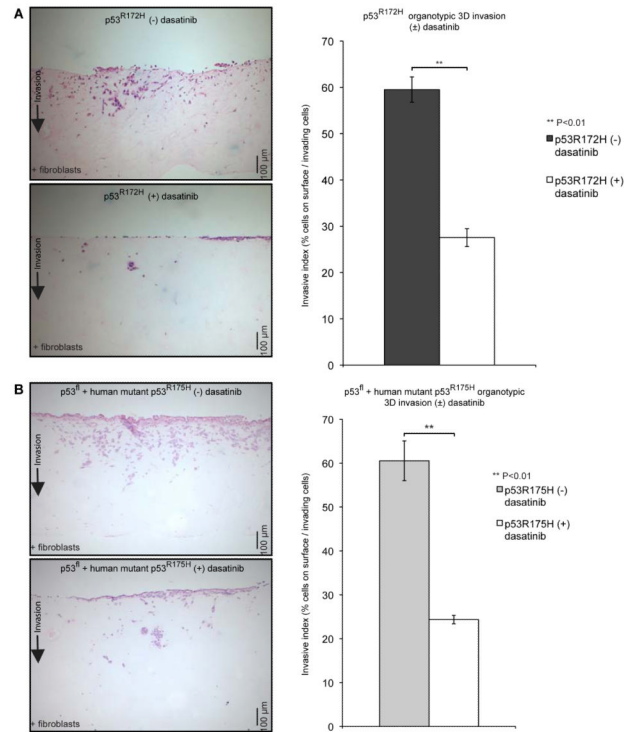 A
p53R172H (-) dasatinib
Invasion
+ fibroblasts
100 µm
p53R172H (+) dasatinib
Invasion
+ fibroblasts
100 µm
p53R172H organotypic 3D invasion
(±) dasatinib
Invasive index (% cells on surface / invading cells)
70
60
50
40
30
20
10
0
**
** P<0.01
p53R172H (-)
dasatinib
p53R172H (+)
dasatinib
B
p53fl + human mutant p53R175H (-) dasatinib
Invasion
+ fibroblasts
100 µm
p53fl + human mutant p53R175H (+) dasatinib
Invasion
+ fibroblasts
100 µm
p53fl + human mutant p53R175H organotypic
3D invasion (±) dasatinib
Invasive index (% cells on surface / invading cells)
70
60
50
40
30
20
10
0
**
** P<0.01
p53R175H (-)
dasatinib
p53R175H (+)
dasatinib